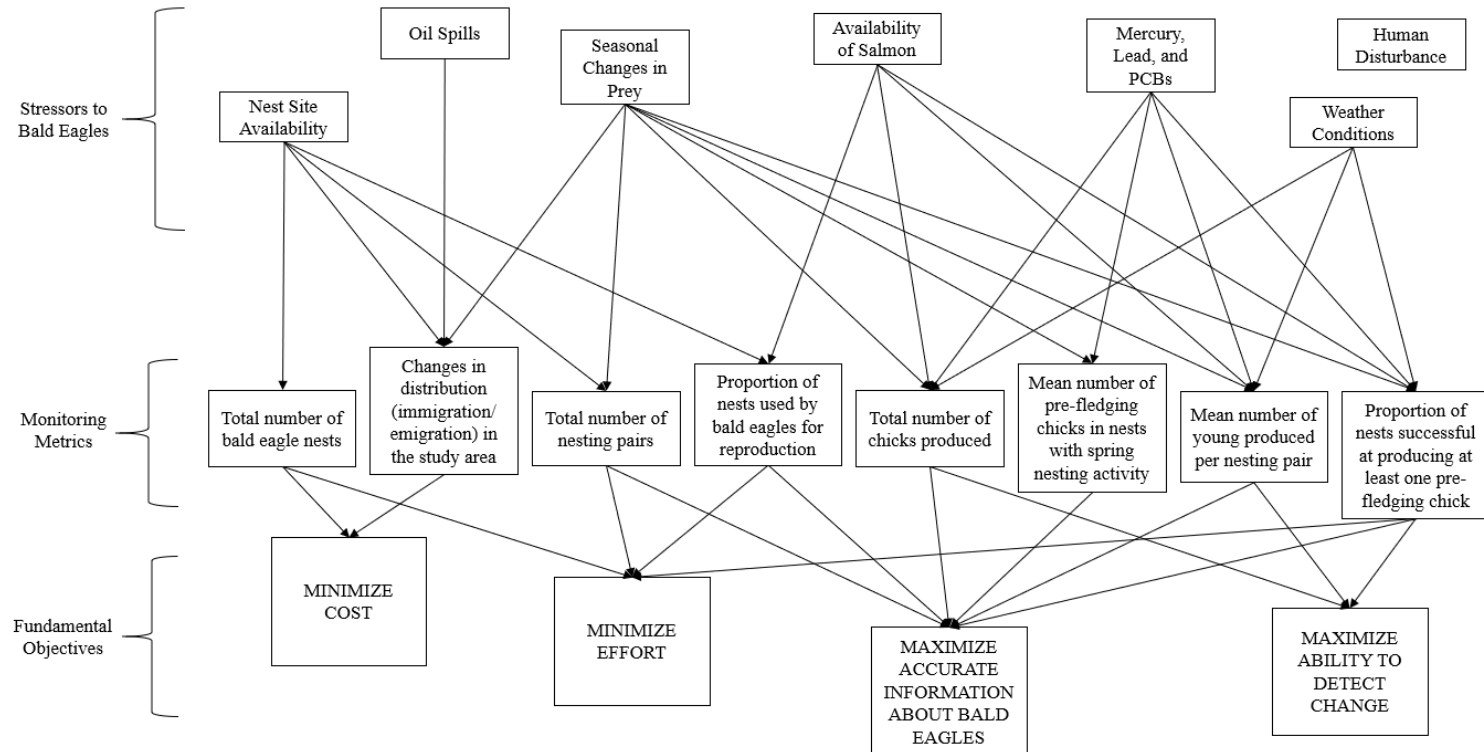 Stressors to
Bald Eagles
Nest Site
Availability
Oil Spills
Seasonal
Changes in
Prey
Availability
of Salmon
Mercury,
Lead, and
PCBs
Human
Disturbance
Weather
Conditions
Monitoring
Metrics
Total number of
bald eagle nests
Changes in
distribution
(immigration/
emigration) in
the study area
Total number of
nesting pairs
Proportion of
nests used by
bald eagles for
reproduction
Total number of
chicks produced
Mean number of
pre-fledging
chicks in nests
with spring
nesting activity
Mean number of
young produced
per nesting pair
Proportion of
nests successful
at producing at
least one pre-
fledging chick
Fundamental
Objectives
MINIMIZE
COST
MINIMIZE
EFFORT
MAXIMIZE
ACCURATE
INFORMATION
ABOUT BALD
EAGLES
MAXIMIZE
ABILITY TO
DETECT
CHANGE